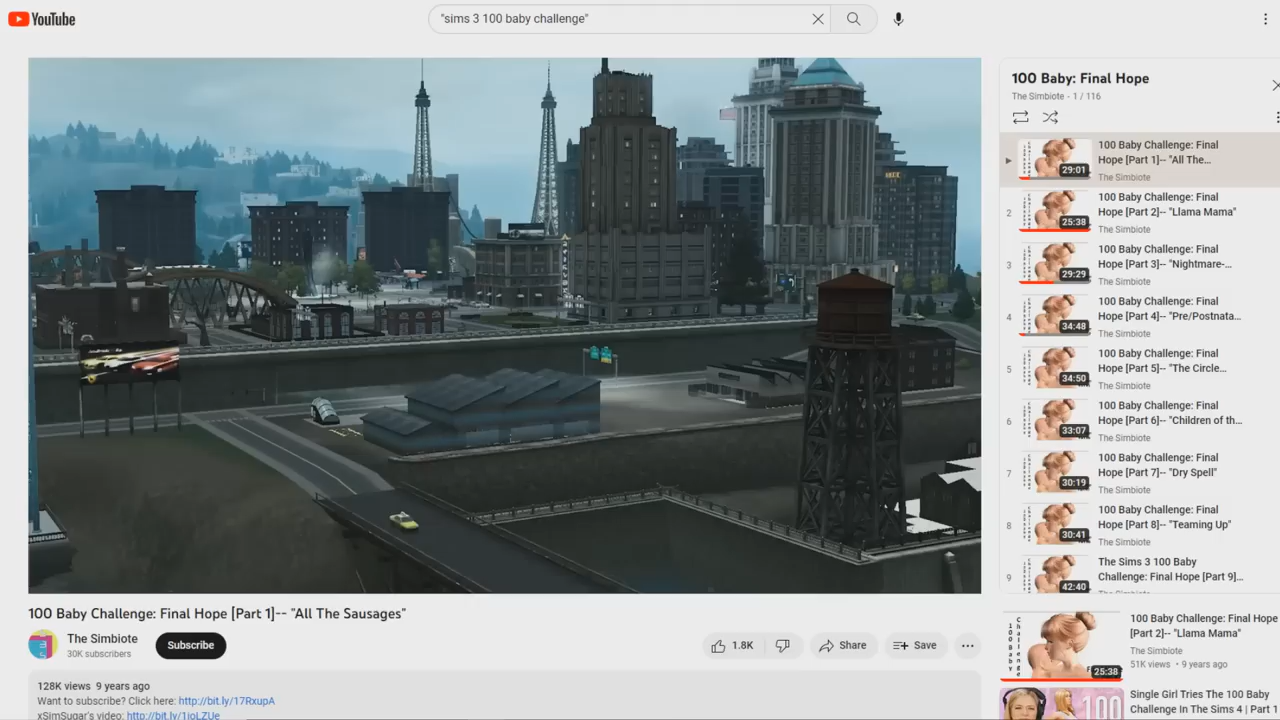 YouTube
"sims 3 100 baby challenge"
100 Baby Challenge: Final Hope [Part 1]-- "All The Sausages"
The Simbiote
30K subscribers
Subscribe
1.8K
Share
Save
128K views 9 years ago
Want to subscribe? Click here: http://bit.ly/17RxupA
xSimSugar's video: http://bit.ly/1ioLZUe
100 Baby: Final Hope
The Simbiote - 1 / 116
100 Baby Challenge: Final
Hope [Part 1]-- "All The...
The Simbiote
29:01
2
100 Baby Challenge: Final
Hope [Part 2]-- "Llama Mama"
The Simbiote
25:38
3
100 Baby Challenge: Final
Hope [Part 3]-- "Nightmare-...
The Simbiote
29:29
4
100 Baby Challenge: Final
Hope [Part 4]-- "Pre/Postnata...
The Simbiote
34:48
5
100 Baby Challenge: Final
Hope [Part 5]-- "The Circle...
The Simbiote
34:50
6
100 Baby Challenge: Final
Hope [Part 6]-- "Children of th...
The Simbiote
33:07
7
100 Baby Challenge: Final
Hope [Part 7]-- "Dry Spell"
The Simbiote
30:19
8
100 Baby Challenge: Final
Hope [Part 8]-- "Teaming Up"
The Simbiote
30:41
9
The Sims 3 100 Baby
Challenge: Final Hope [Part 9]...
42:40
100 Baby Challenge: Final Hope
[Part 2]-- "Llama Mama"
The Simbiote
51K views • 9 years ago
25:38
100 Baby Challenge
Single Girl Tries The 100 Baby
Challenge In The Sims 4 | Part 1
100